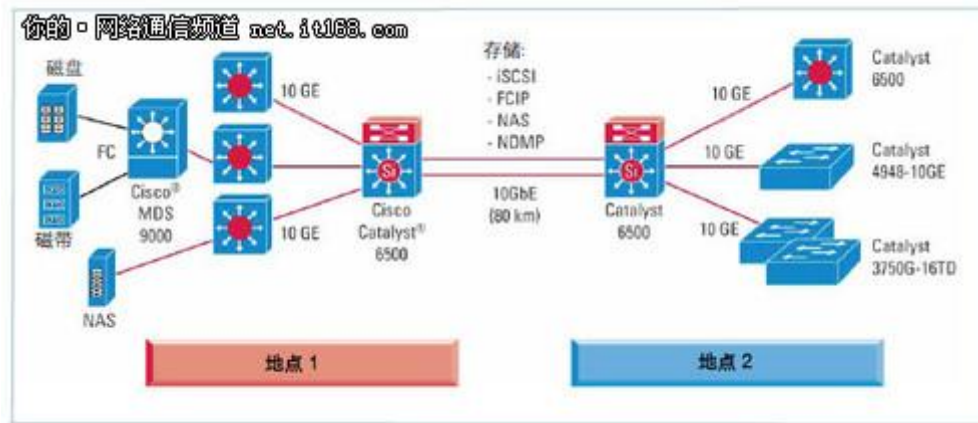 你的·网络通信频道 net.it168.com
磁盘
FC
磁带
Cisco®
MDS
9000
NAS
10 GE
10 GE
Si
Cisco
Catalyst®
6500
存储:
- iSCSI
- FCIP
- NAS
- NDMP
10GbE
(80 km)
Si
Catalyst
6500
10 GE
10 GE
10 GE
Catalyst
6500
Catalyst
4948-10GE
Catalyst
3750G-16TD
地点 1
地点 2